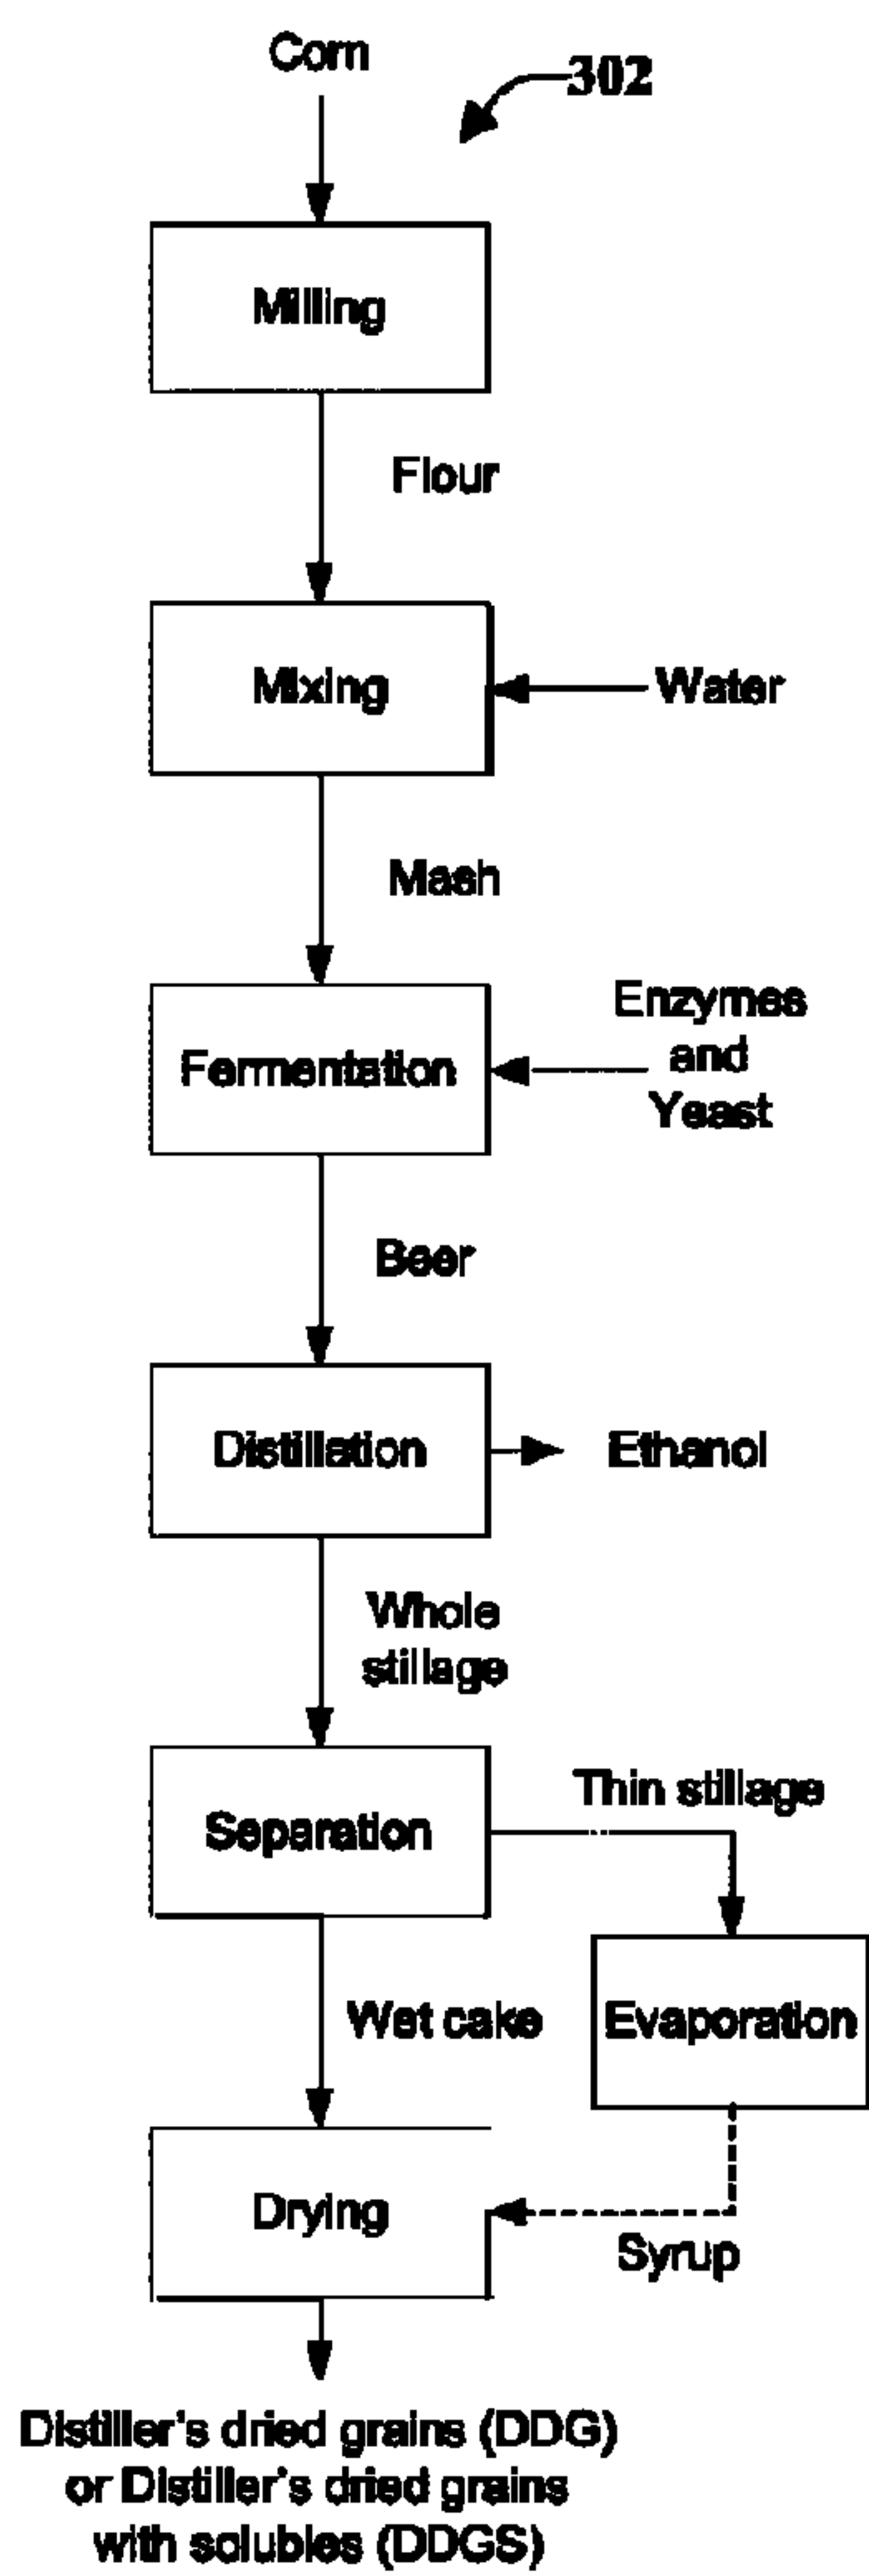 Corn
302
Milling
Flour
Mixing
Water
Mash
Enzymes
and
Yeast
Fermentation
Beer
Distillation
Ethanol
Whole
stillage
Separation
Thin stillage
Wet cake
Evaporation
Drying
Syrup
Distiller's dried grains (DDG)
or Distiller's dried grains
with solubles (DDGS)